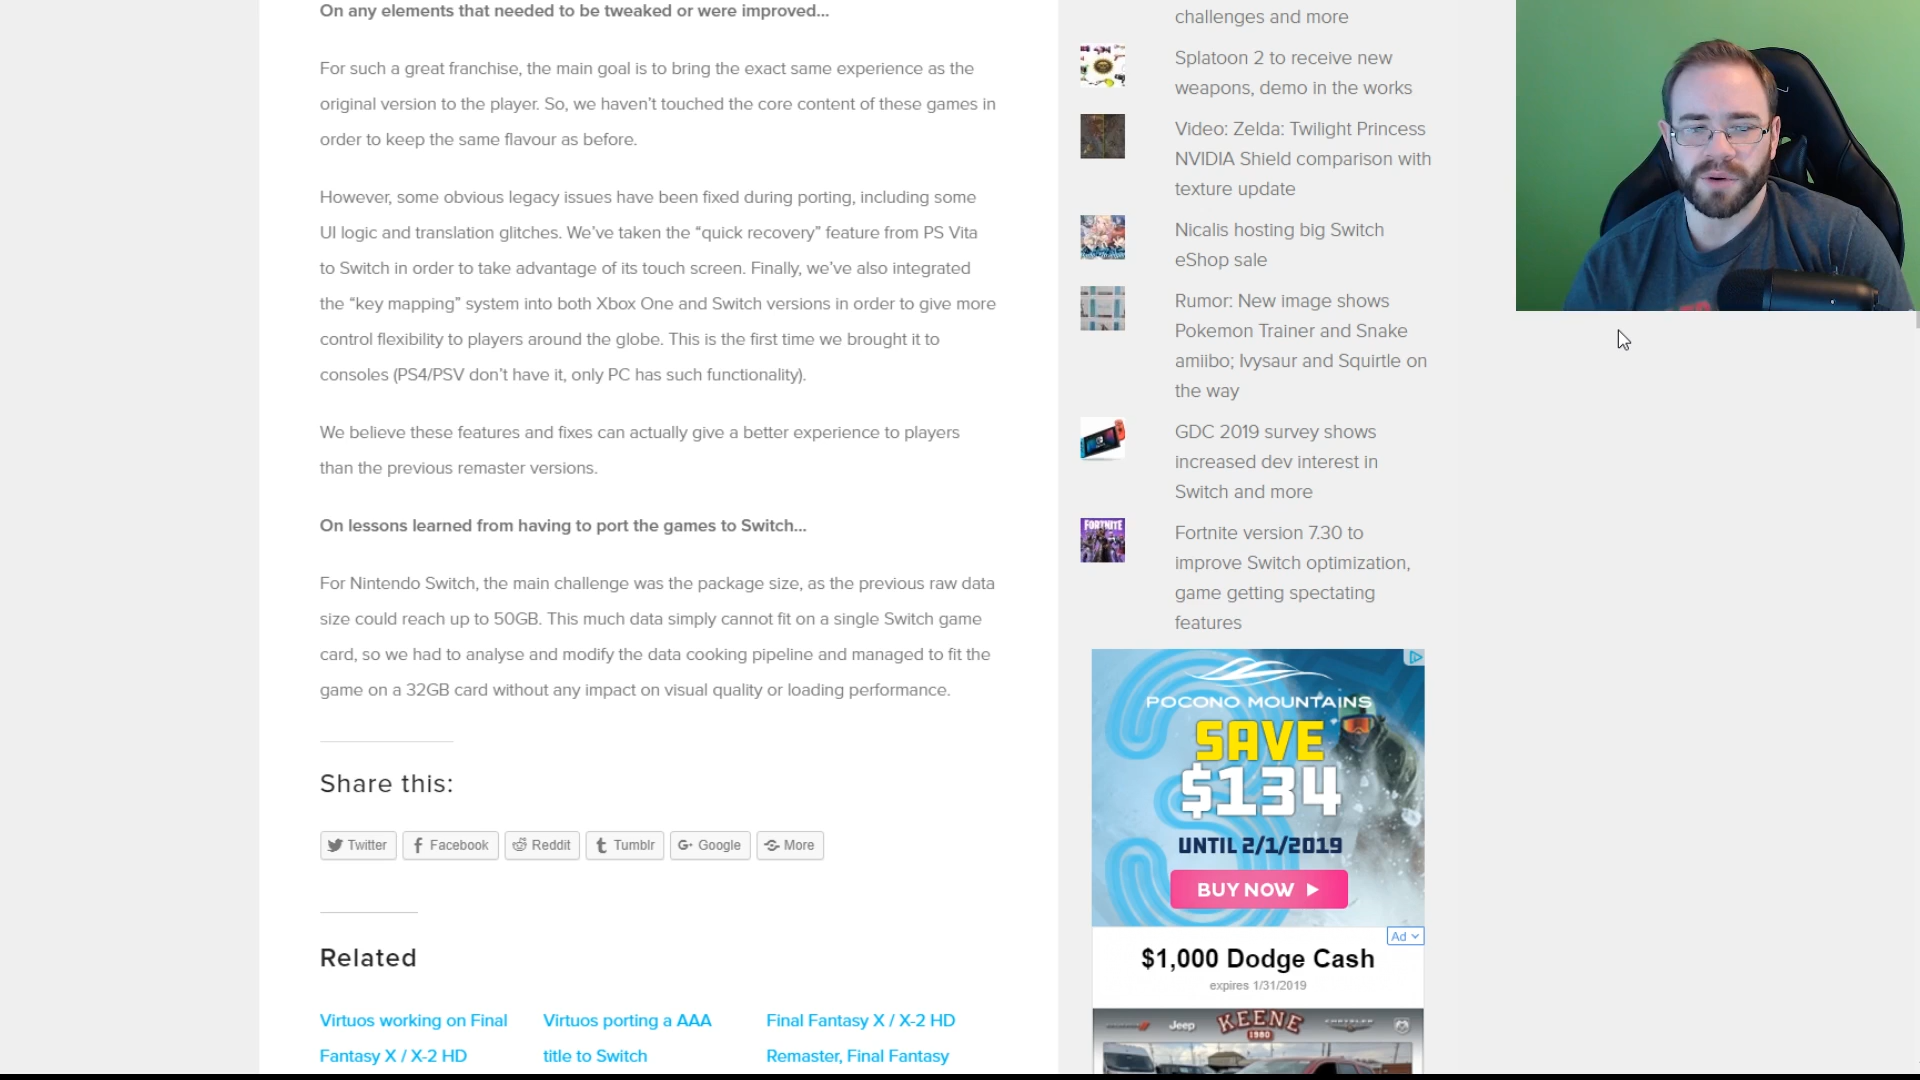 On any elements that needed to be tweaked or were improved…
For such a great franchise, the main goal is to bring the exact same experience as the
original version to the player. So, we haven’t touched the core content of these games in
order to keep the same flavour as before.
However, some obvious legacy issues have been fixed during porting, including some
UI logic and translation glitches. We’ve taken the “quick recovery” feature from PS Vita
to Switch in order to take advantage of its touch screen. Finally, we’ve also integrated
the “key mapping” system into both Xbox One and Switch versions in order to give more
control flexibility to players around the globe. This is the first time we brought it to
consoles (PS4/PSV don’t have it, only PC has such functionality).
We believe these features and fixes can actually give a better experience to players
than the previous remaster versions.
On lessons learned from having to port the games to Switch…
For Nintendo Switch, the main challenge was the package size, as the previous raw data
size could reach up to 50GB. This much data simply cannot fit on a single Switch game
card, so we had to analyse and modify the data cooking pipeline and managed to fit the
game on a 32GB card without any impact on visual quality or loading performance.
Share this:
Twitter
Facebook
Reddit
Tumblr
Google
More
Related
Virtuos working on Final
Fantasy X / X-2 HD
Virtuos porting a AAA
title to Switch
Final Fantasy X / X-2 HD
Remaster, Final Fantasy
challenges and more
Splatoon 2 to receive new
weapons, demo in the works
Video: Zelda: Twilight Princess
NVIDIA Shield comparison with
texture update
Nicalis hosting big Switch
eShop sale
Rumor: New image shows
Pokemon Trainer and Snake
amiibo; Ivysaur and Squirtle on
the way
GDC 2019 survey shows
increased dev interest in
Switch and more
FORTNITE
Fortnite version 7.30 to
improve Switch optimization,
game getting spectating
features
POCONO MOUNTAINS
SAVE
$134
UNTIL 2/1/2019
BUY NOW
Ad
$1,000 Dodge Cash
expires 1/31/2019
Jeep
KEENE
1980
CHRYSLER